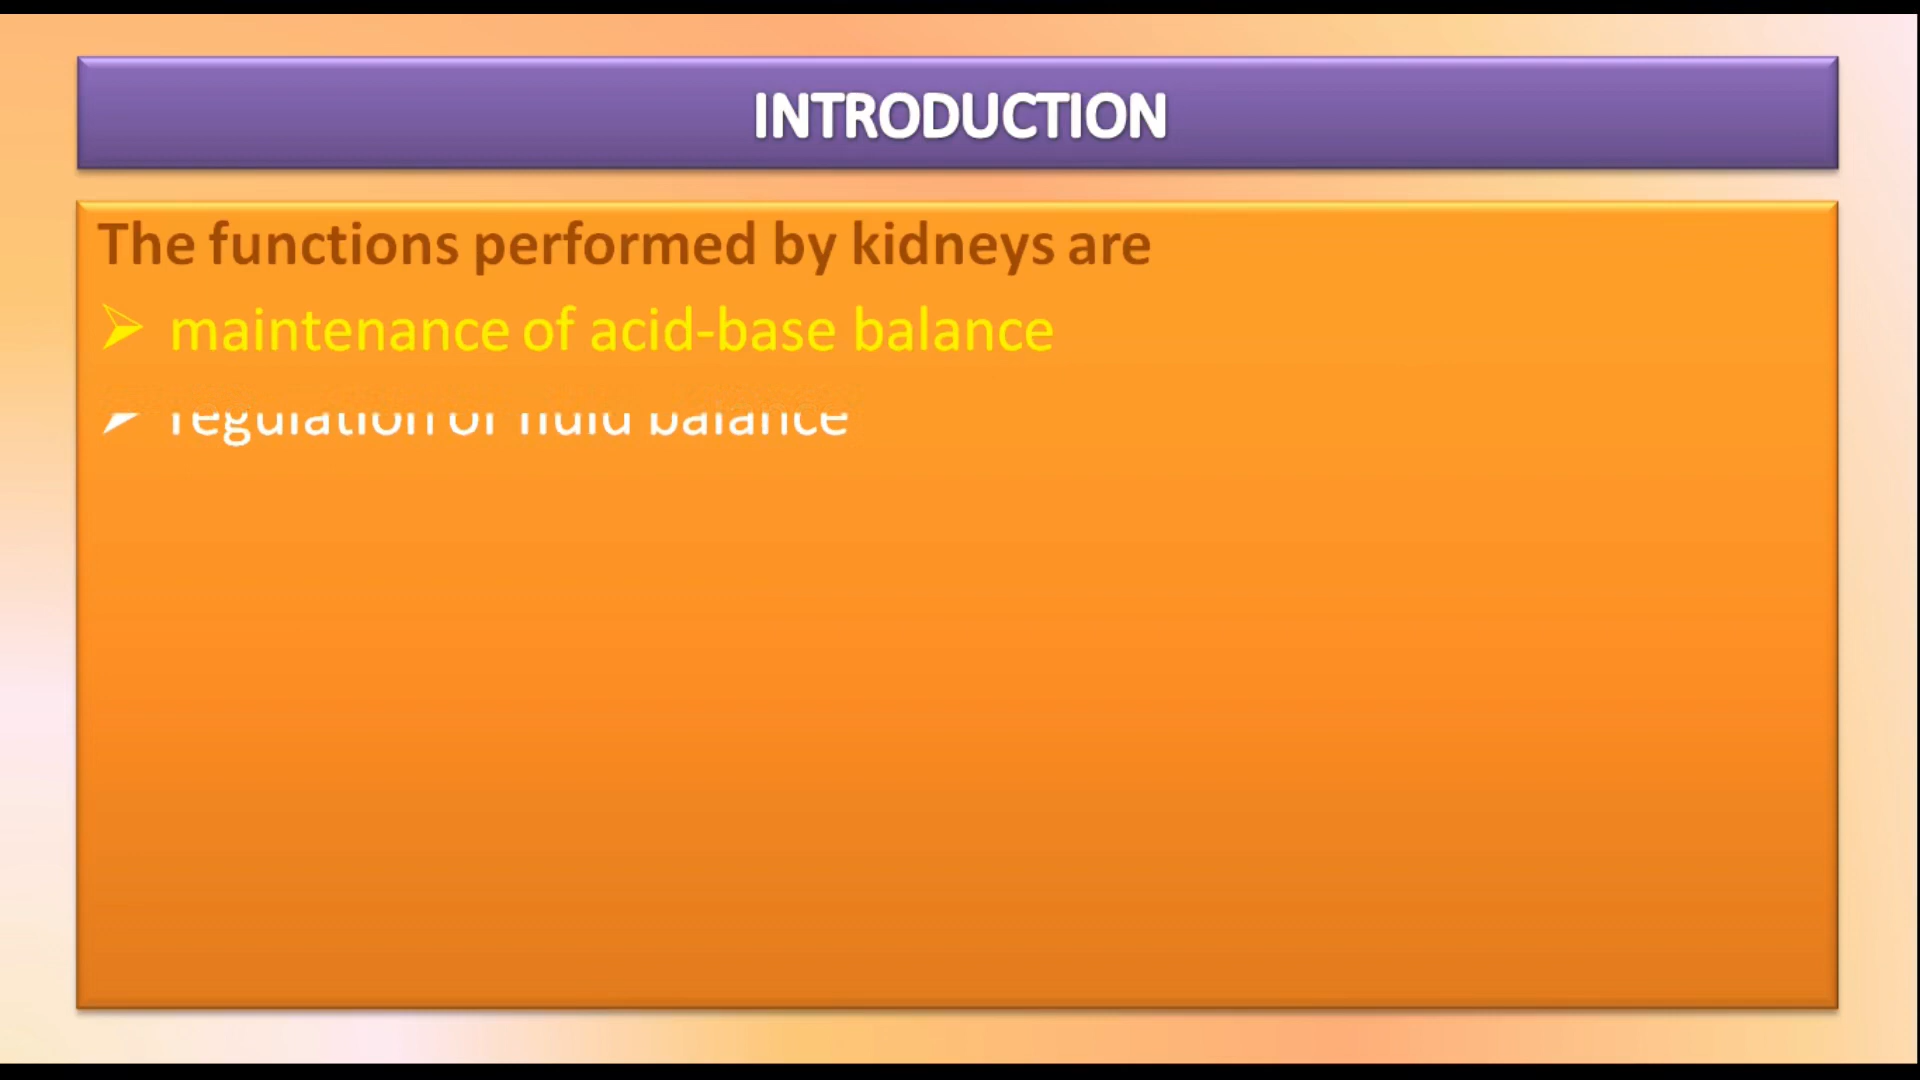 INTRODUCTION
The functions performed by kidneys are
➢ maintenance of acid-base balance
➢ regulation of fluid balance